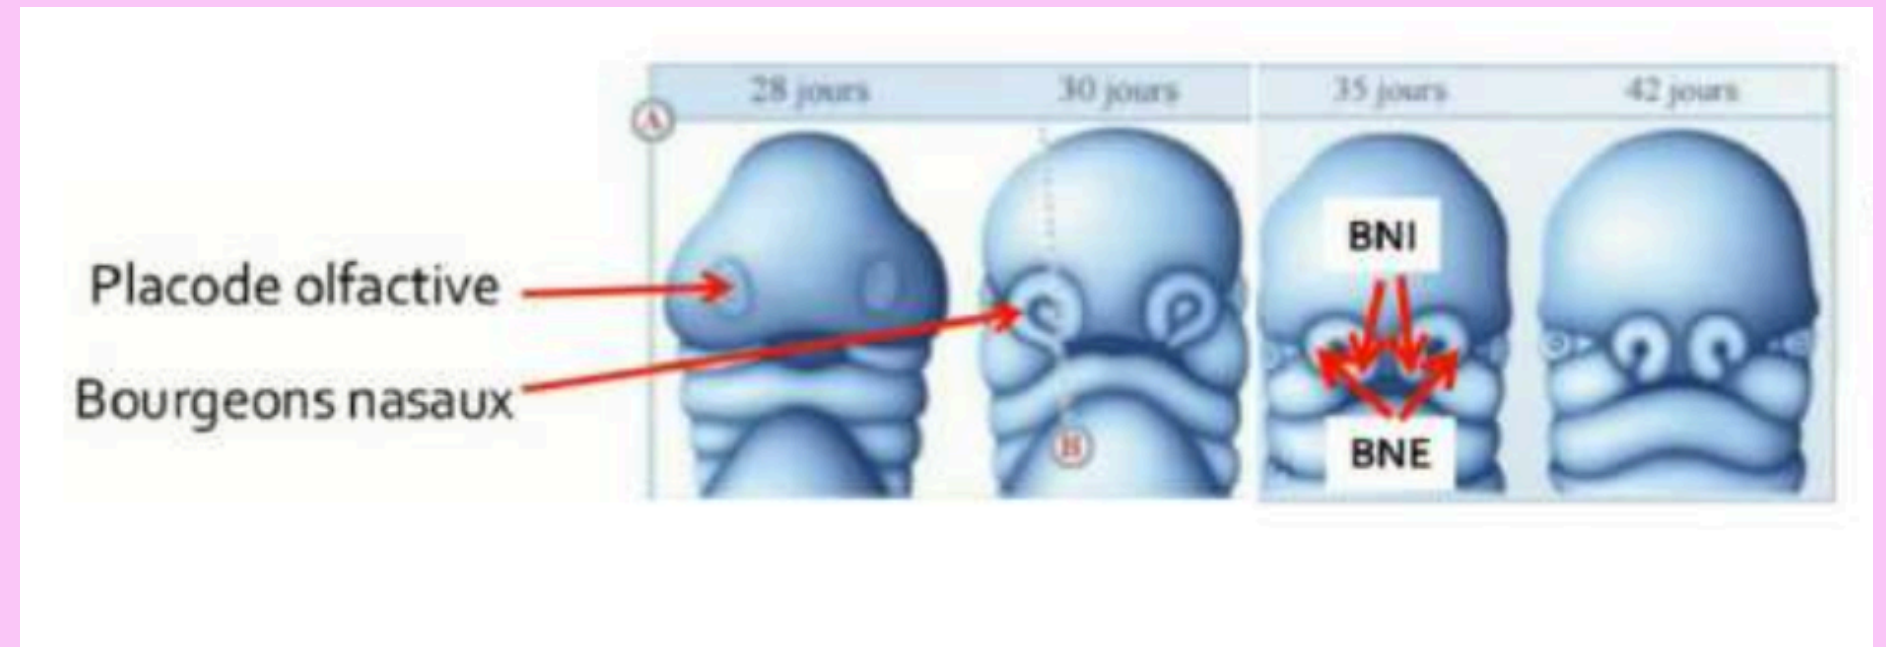 28 jours
30 jours
35 jours
42 jours
A
Placode olfactive
Bourgeons nasaux
BNI
B
BNE